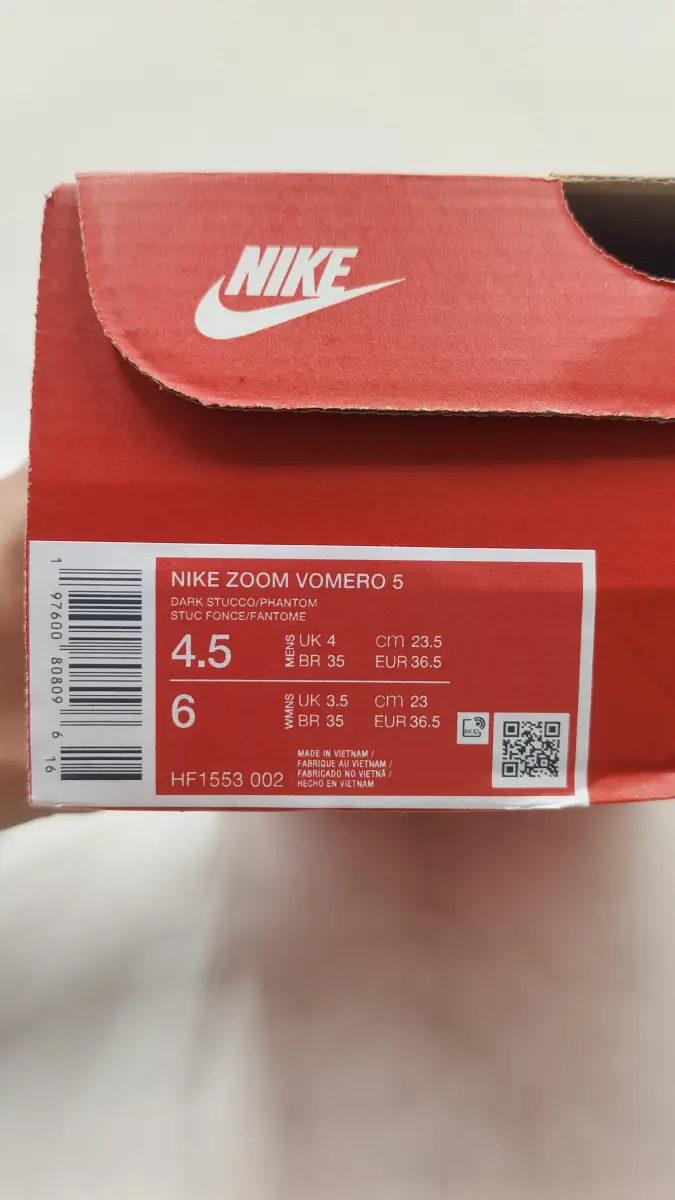 NIKE
1 97600 80809 6 16
NIKE ZOOM VOMERO 5
DARK STUCCO/PHANTOM
STUC FONCE/FANTOME
4.5 MENS UK 4 cm 23.5
BR 35 EUR 36.5
6 WMNS UK 3.5 cm 23
BR 35 EUR 36.5
RFID
MADE IN VIETNAM /
FABRIQUE AU VIETNAM /
FABRICADO NO VIETNÃ /
HECHO EN VIETNAM
HF1553 002